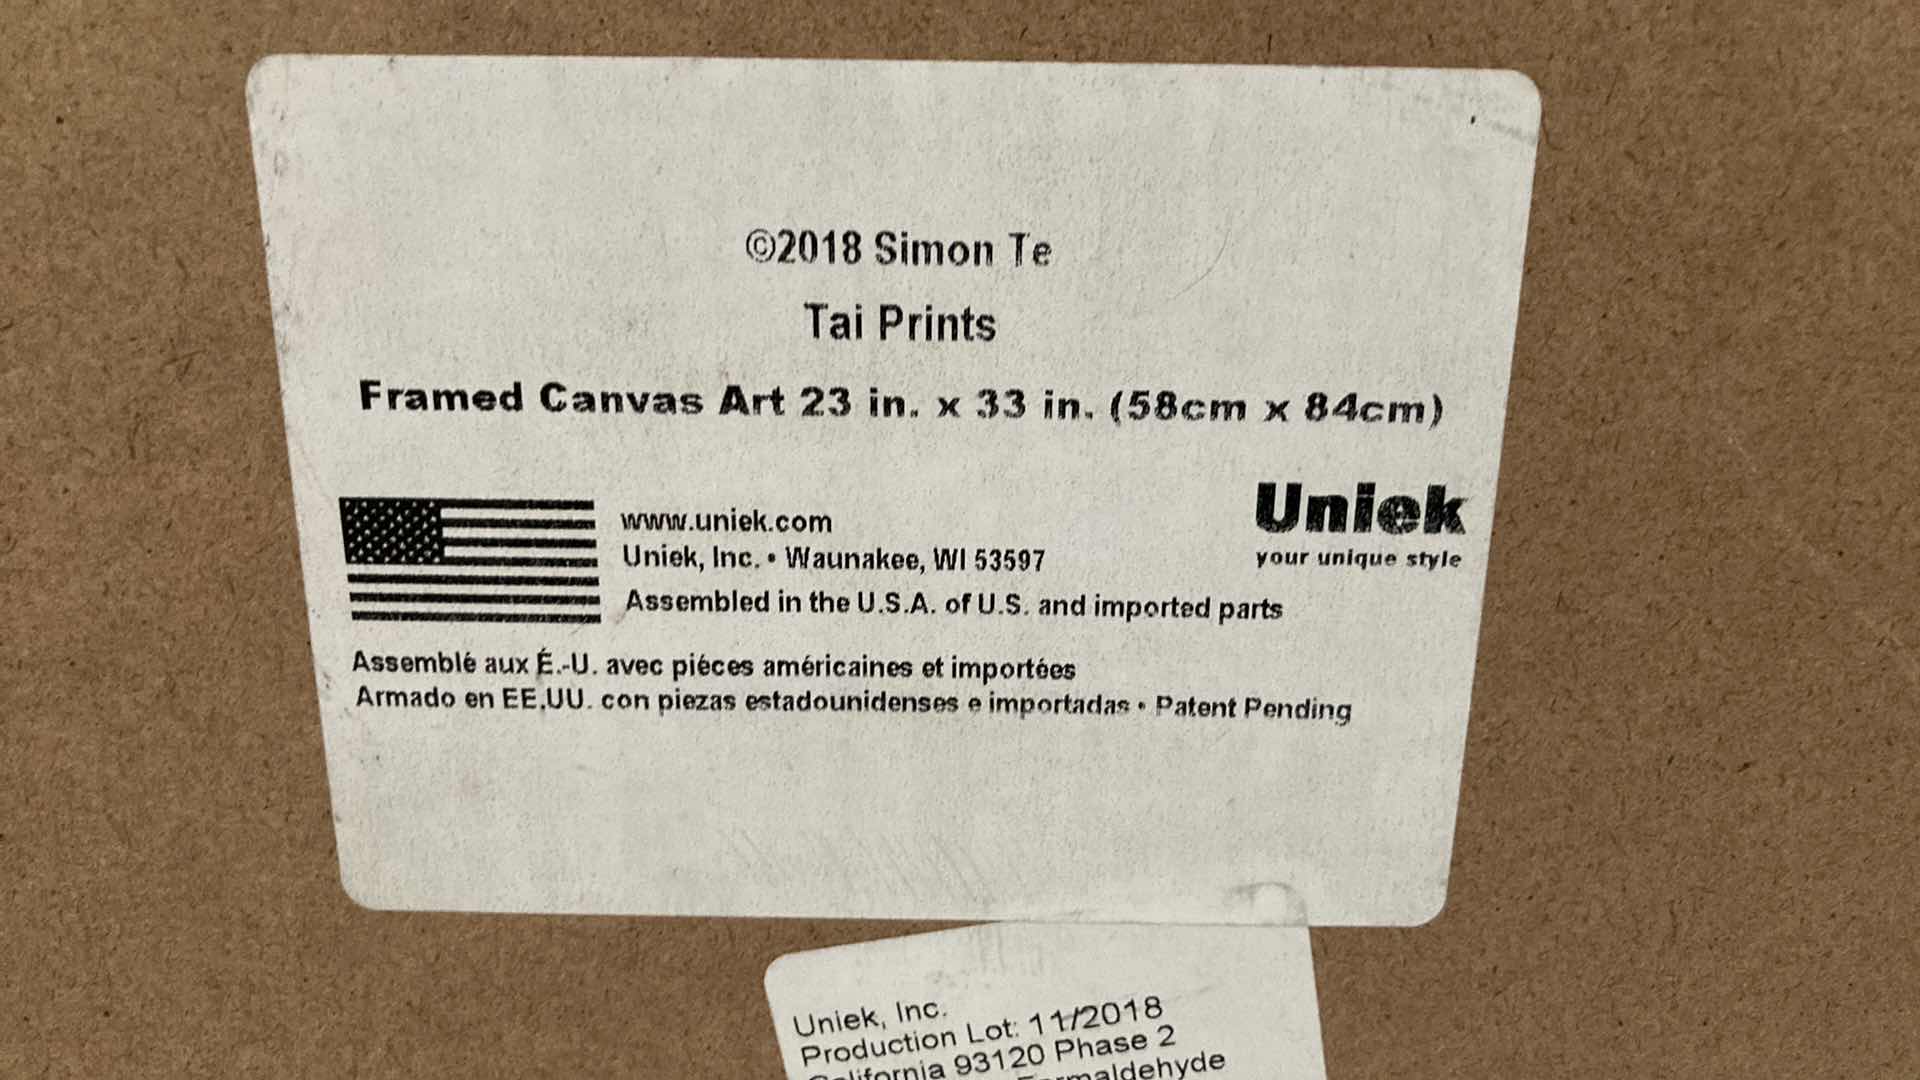 ©2018 Simon Te
Tai Prints
Framed Canvas Art 23 in. x 33 in. (58cm x 84cm)
www.uniek.com
Uniek, Inc. • Waunakee, WI 53597
Assembled in the U.S.A. of U.S. and imported parts
Uniek
your unique style
Assemblé aux É.-U. avec piéces américaines et importées
Armado en EE.UU. con piezas estadounidenses e importadas • Patent Pending
Uniek, Inc.
Production Lot: 11/2018
California 93120 Phase 2
Formaldehyde